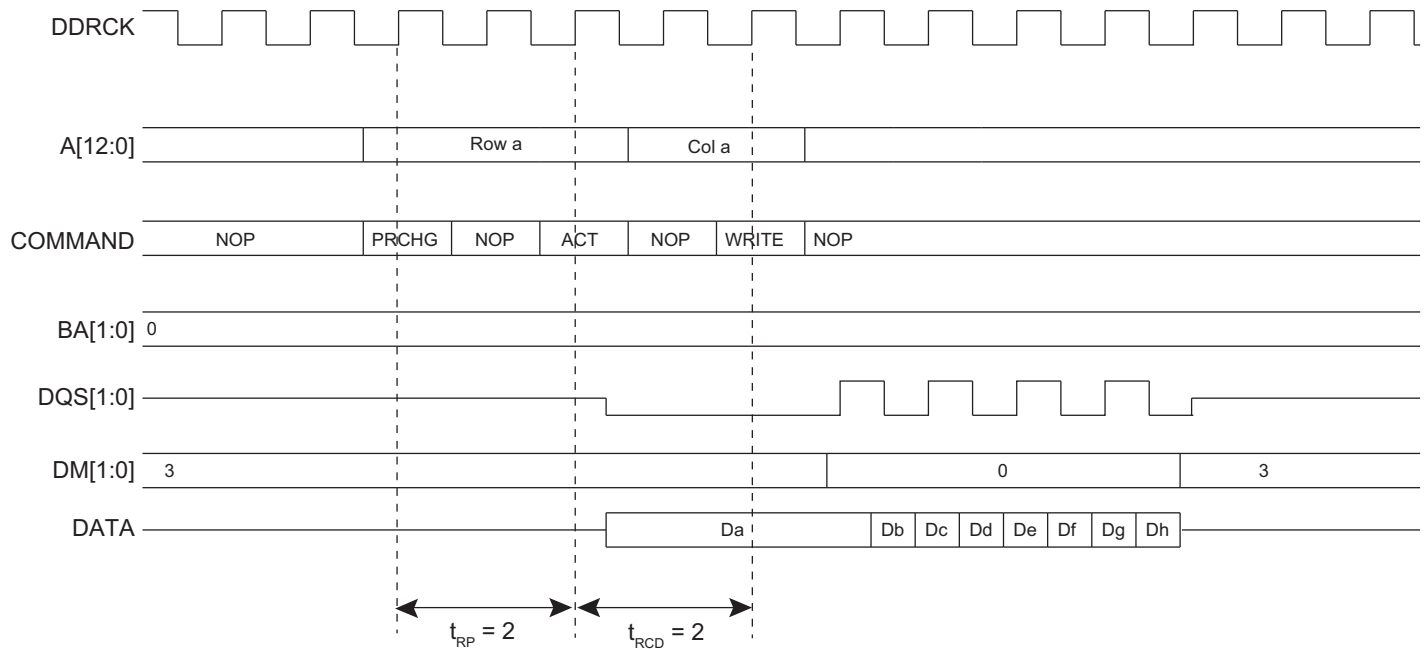 DDRCK
A[12:0] Row a Col a
COMMAND NOP PRCHG NOP ACT NOP WRITE NOP
BA[1:0] 0
DQS[1:0]
DM[1:0] 3 0 3
DATA Da Db Dc Dd De Df Dg Dh
tRP = 2 tRCD = 2